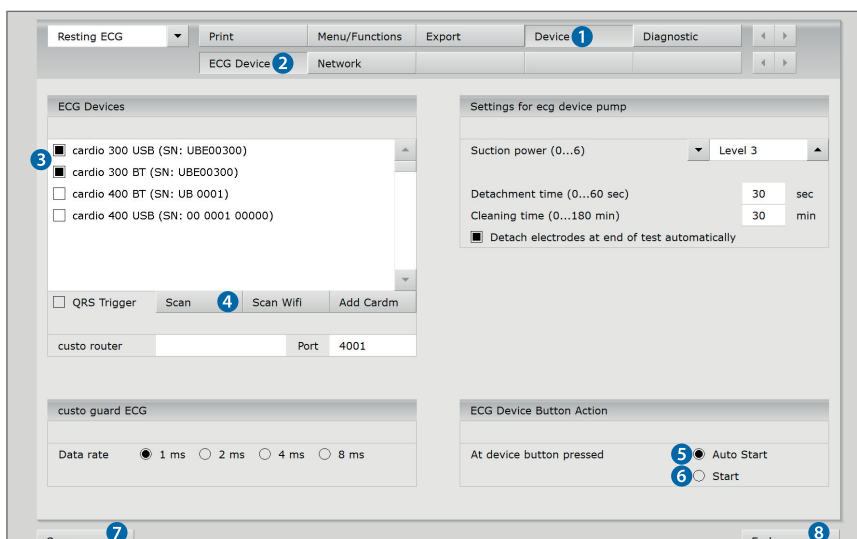 Resting ECG Print Menu/Functions Export Device 1 Diagnostic
ECG Device 2 Network
ECG Devices
3
cardio 300 USB (SN: UBE00300)
cardio 300 BT (SN: UBE00300)
cardio 400 BT (SN: UB 0001)
cardio 400 USB (SN: 00 0001 00000)
QRS Trigger Scan 4 Scan Wifi Add Cardm
custo router Port 4001
Settings for ecg device pump
Suction power (0...6) Level 3
Detachment time (0...60 sec) 30 sec
Cleaning time (0...180 min) 30 min
Detach electrodes at end of test automatically
custo guard ECG
Data rate 1 ms 2 ms 4 ms 8 ms
ECG Device Button Action
At device button pressed 5 Auto Start
6 Start
7 8